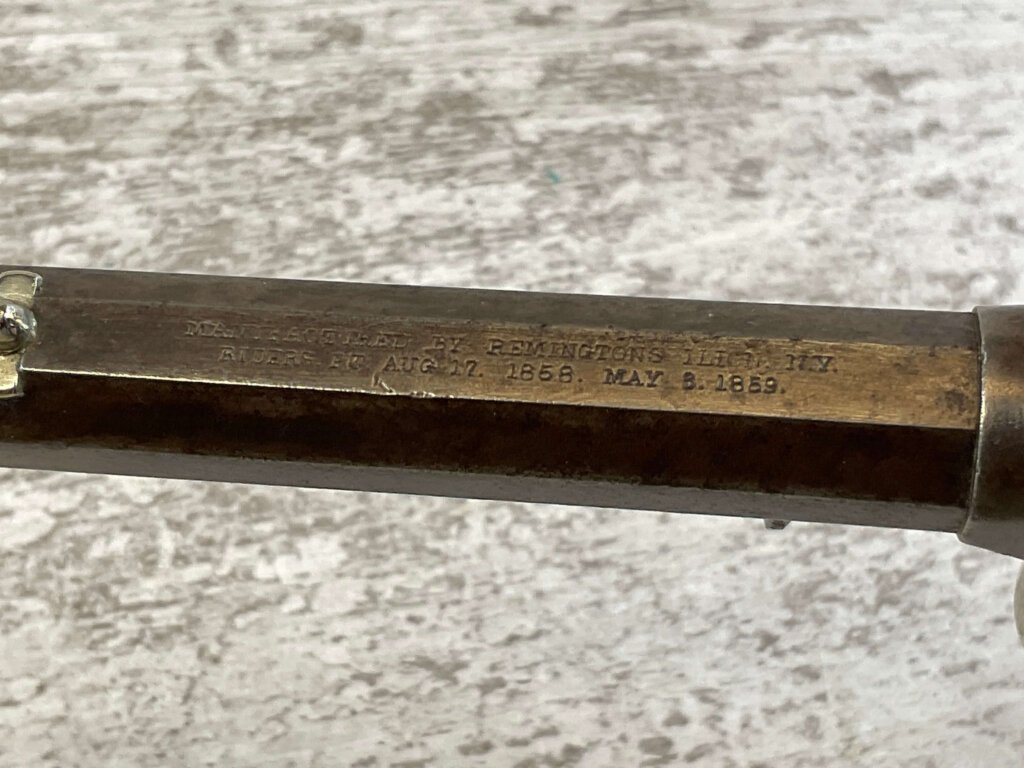 MANUFACTURED BY REMINGTONS ILION, N.Y.
RIDERS PT AUG 17. 1858. MAY 3. 1859.